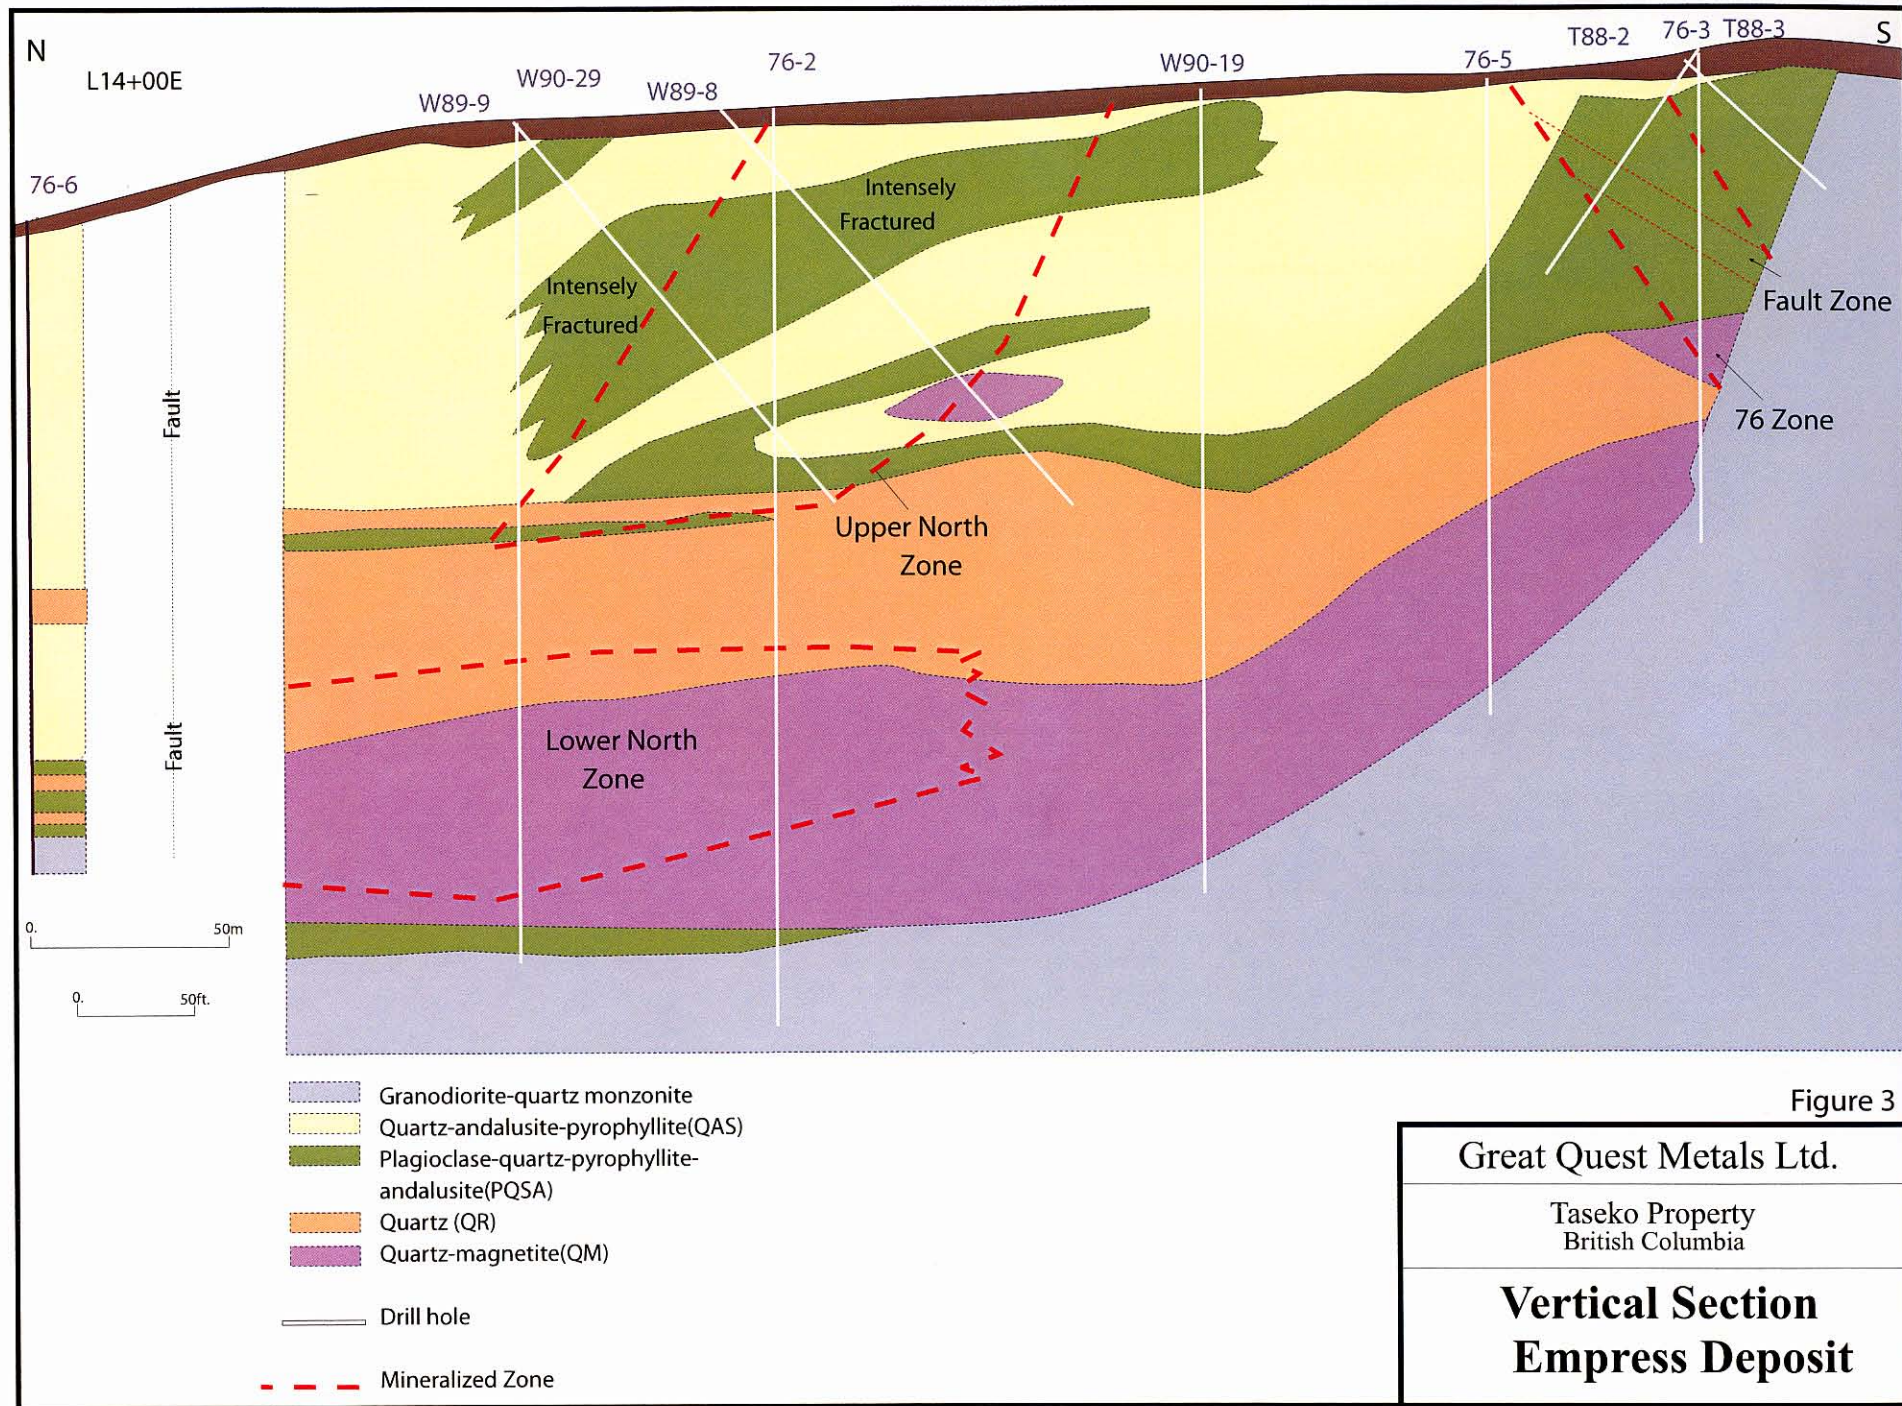 N
S
L14+00E
76-6
W89-9
W90-29
W89-8
76-2
W90-19
76-5
T88-2
76-3
T88-3
Intensely
Fractured
Intensely
Fractured
Fault
Fault
Fault Zone
76 Zone
Upper North
Zone
Lower North
Zone
0.
50m
0.
50ft.
Granodiorite-quartz monzonite
Quartz-andalusite-pyrophyllite(QAS)
Plagioclase-quartz-pyrophyllite-
andalusite(PQSA)
Quartz (QR)
Quartz-magnetite(QM)
Drill hole
Mineralized Zone
Figure 3
Great Quest Metals Ltd.
Taseko Property
British Columbia
Vertical Section
Empress Deposit